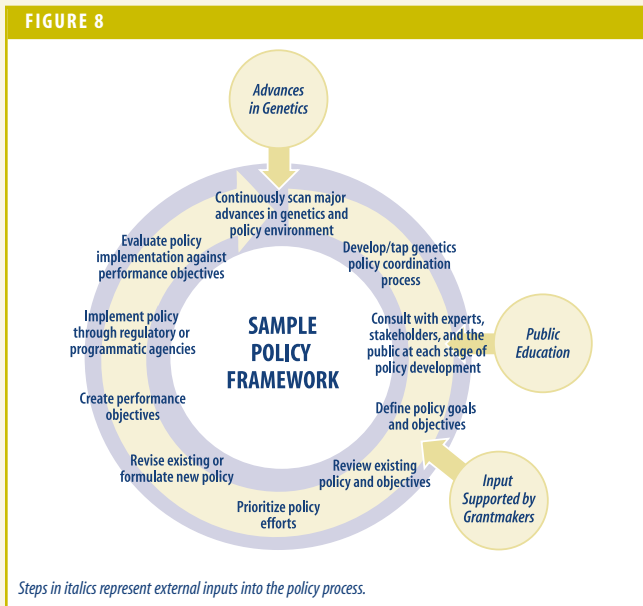 FIGURE 8
Advances
in Genetics
Continuously scan major
advances in genetics and
policy environment
Develop/tap genetics
policy coordination
process
Consult with experts,
stakeholders, and the
public at each stage of
policy development
Public
Education
Define policy goals
and objectives
Input
Supported by
Grantmakers
Review existing
policy and objectives
Prioritize policy
efforts
Revise existing or
formulate new policy
Create performance
objectives
Implement policy
through regulatory or
programmatic agencies
Evaluate policy
implementation against
performance objectives
SAMPLE
POLICY
FRAMEWORK
Steps in italics represent external inputs into the policy process.